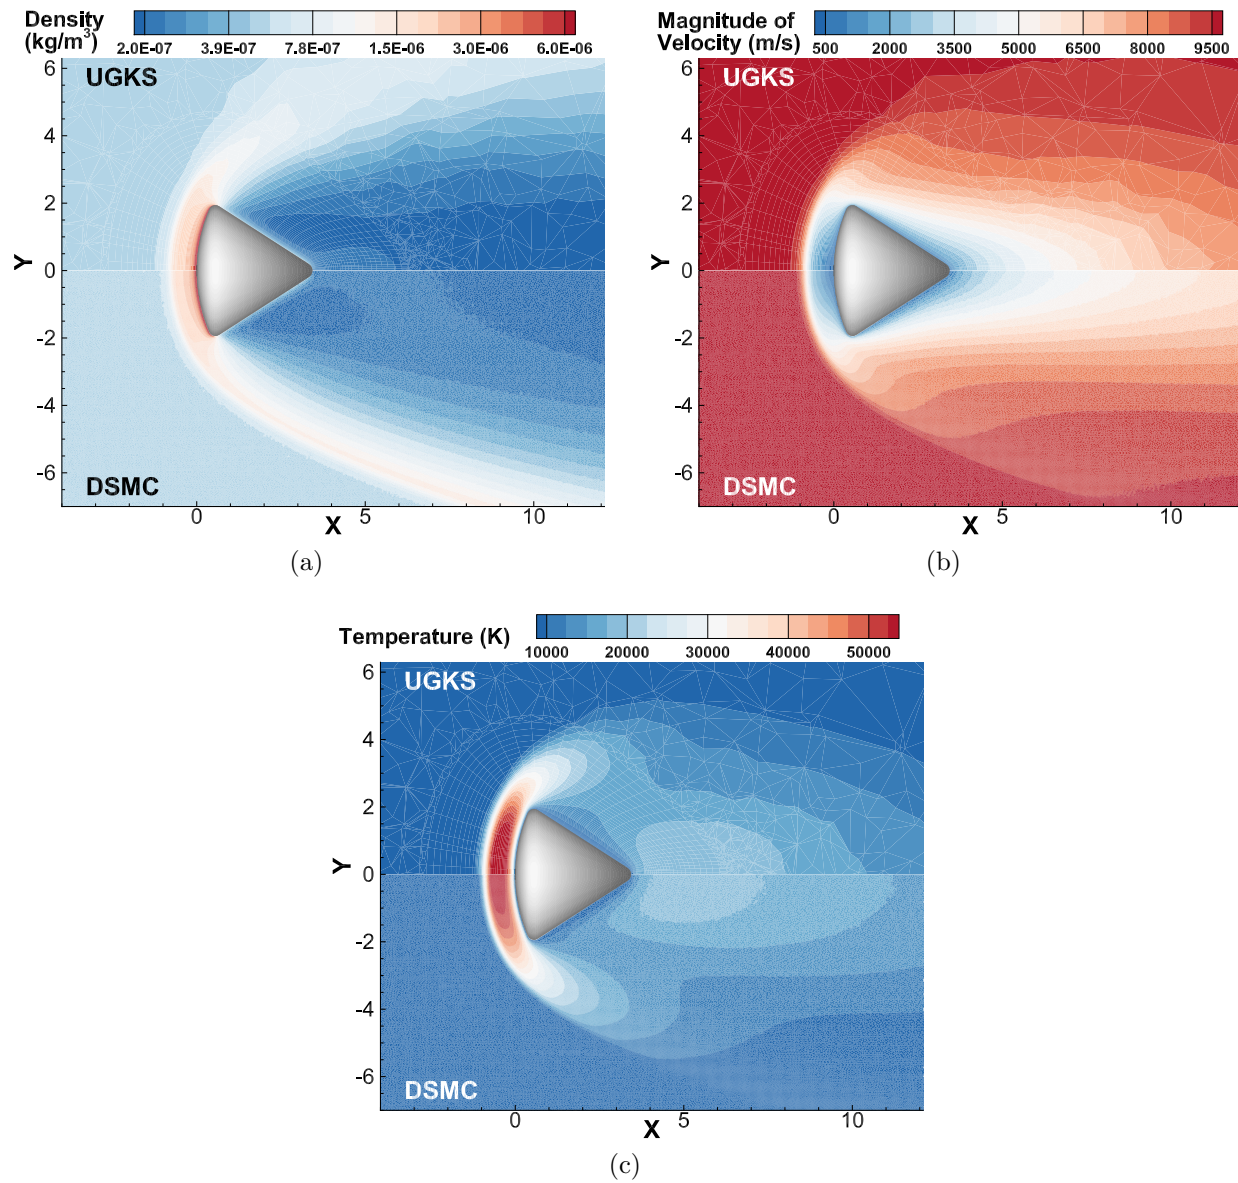 Density
(kg/m³)
2.0E-07 3.9E-07 7.8E-07 1.5E-06 3.0E-06 6.0E-06
UGKS
6
4
2
0
-2
-4
-6
Y
DSMC
0 5 10
X
(a)
Magnitude of
Velocity (m/s)
500 2000 3500 5000 6500 8000 9500
UGKS
6
4
2
0
-2
-4
-6
Y
DSMC
0 5 10
X
(b)
Temperature (K)
10000 20000 30000 40000 50000
UGKS
6
4
2
0
-2
-4
-6
Y
DSMC
0 5 10
X
(c)